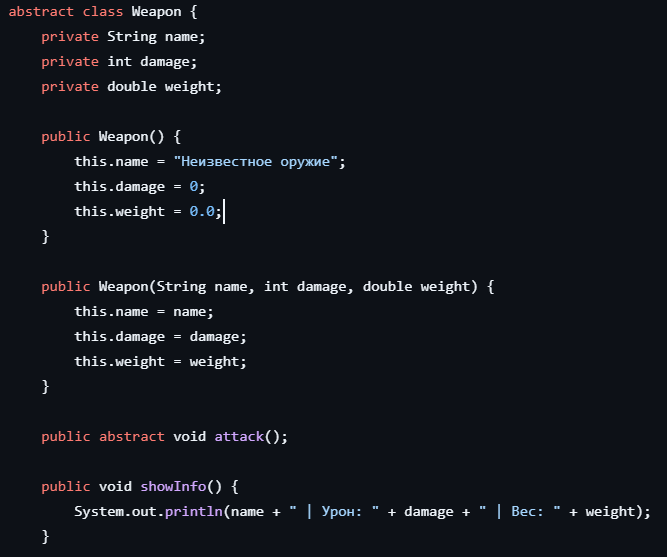 abstract class Weapon {
    private String name;
    private int damage;
    private double weight;

    public Weapon() {
        this.name = "Неизвестное оружие";
        this.damage = 0;
        this.weight = 0.0;
    }

    public Weapon(String name, int damage, double weight) {
        this.name = name;
        this.damage = damage;
        this.weight = weight;
    }

    public abstract void attack();

    public void showInfo() {
        System.out.println(name + " | Урон: " + damage + " | Вес: " + weight);
    }